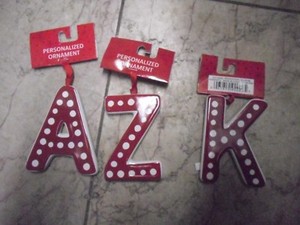 PERSONALIZED
ORNAMENT
PERSONALIZED
ORNAMENT
A
Z
K